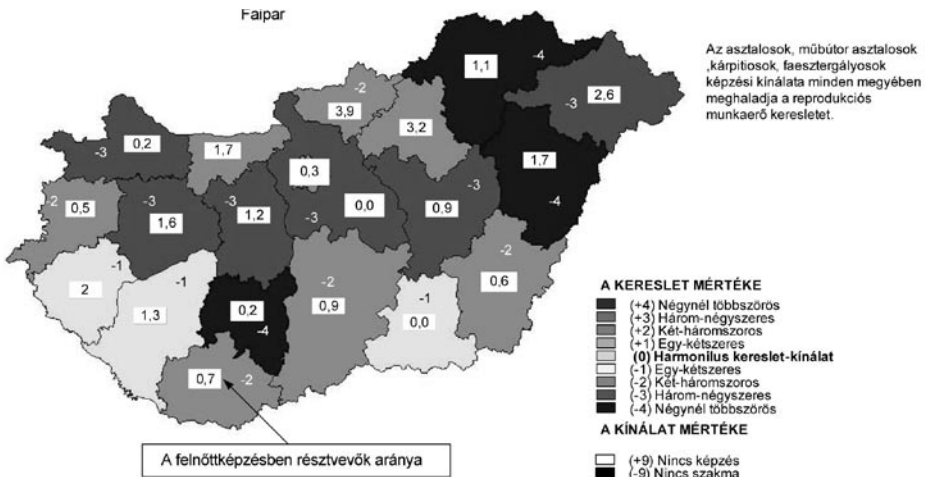 Faipar
Az asztalosok, műbútor asztalosok
,kárpitiosok, faesztergályosok
képzési kínálata minden megyében
meghaladja a reprodukciós
munkaerő keresletet.
-4
1,1
-2
3,9
3,2
-3
2,6
-3
0,2
1,7
0,3
1,7
-4
-2
0,5
-3
1,6
-3
1,2
-3
0,0
-3
0,9
-1
2
-1
1,3
0,2
-4
-2
0,9
-1
0,0
-2
0,6
0,7
-2
A felnőttképzésben résztvevők aránya
A KERESLET MÉRTÉKE
(+4) Négynél többszörös
(+3) Három-négyszeres
(+2) Két-háromszoros
(+1) Egy-kétszeres
(0) Harmonilus kereslet-kínálat
(-1) Egy-kétszeres
(-2) Két-háromszoros
(-3) Három-négyszeres
(-4) Négynél többszörös
A KÍNÁLAT MÉRTÉKE
(+9) Nincs képzés
(-9) Nincs szakma